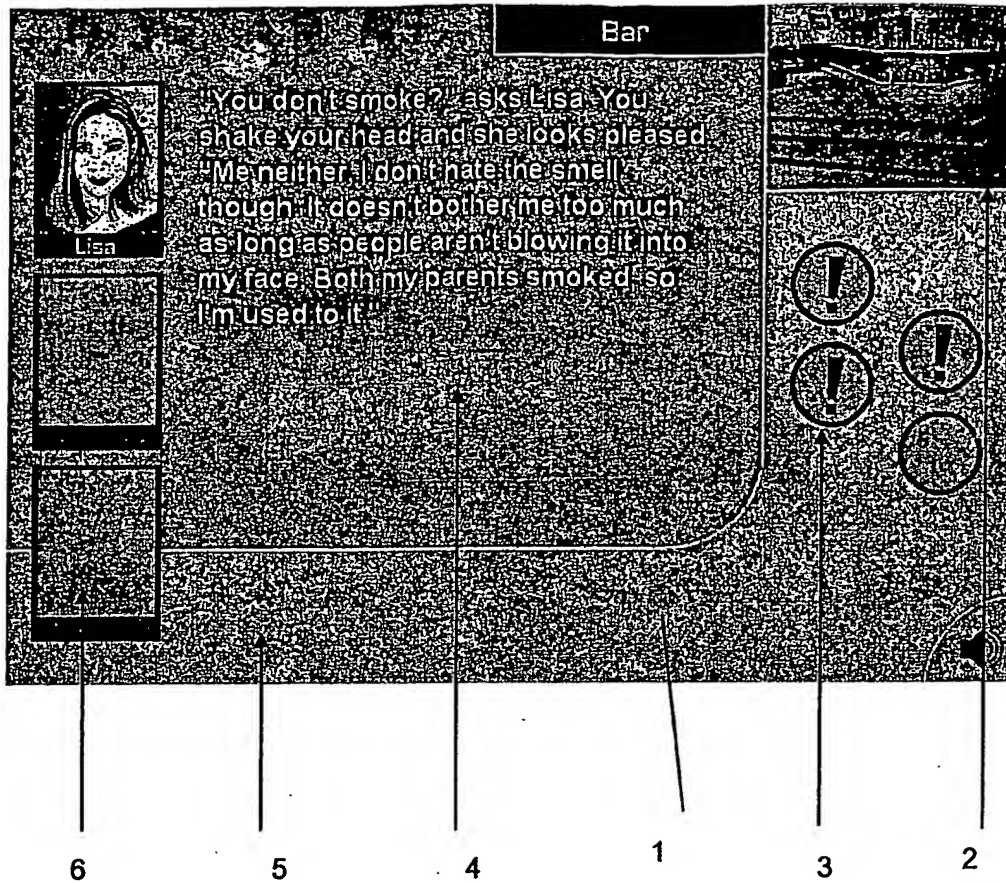 Bar
"You don't smoke?" asks Lisa. You
shake your head and she looks pleased.
"Me neither. I don't hate the smell
though. It doesn't bother me too much
as long as people aren't blowing it into
my face. Both my parents smoked, so
I'm used to it."
Lisa
6 5 4 1 3 2